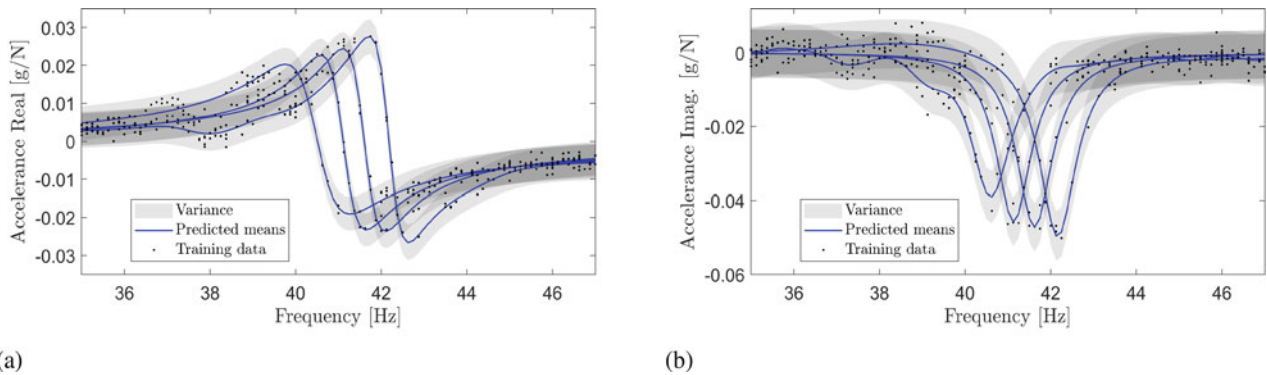 Accelerance Real [g/N]
0.03
0.02
0.01
0
-0.01
-0.02
-0.03
Variance
Predicted means
Training data
36 38 40 42 44 46
Frequency [Hz]
(a)
Accelerance Imag. [g/N]
0
-0.02
-0.04
-0.06
Variance
Predicted means
Training data
36 38 40 42 44 46
Frequency [Hz]
(b)